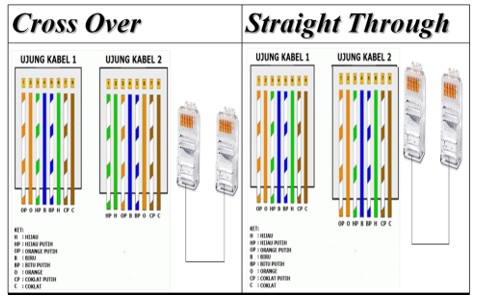 Cross Over
UJUNG KABEL 1
UJUNG KABEL 2
OP O HP B BP H CP C
HP H OP B BP O CP C
KET:
H : HIJAU
HP : HIJAU PUTIH
OP : ORANGE PUTIH
B : BIRU
BP : BITU PUTIH
O : ORANGE
CP : COKLAT PUTIH
C : COKLAT
Straight Through
UJUNG KABEL 1
UJUNG KABEL 2
OP O HP B BP H CP C
OP O HP B BP H CP C
KET:
H : HIJAU
HP : HIJAU PUTIH
OP : ORANGE PUTIH
B : BIRU
BP : BITU PUTIH
O : ORANGE
CP : COKLAT PUTIH
C : COKLAT